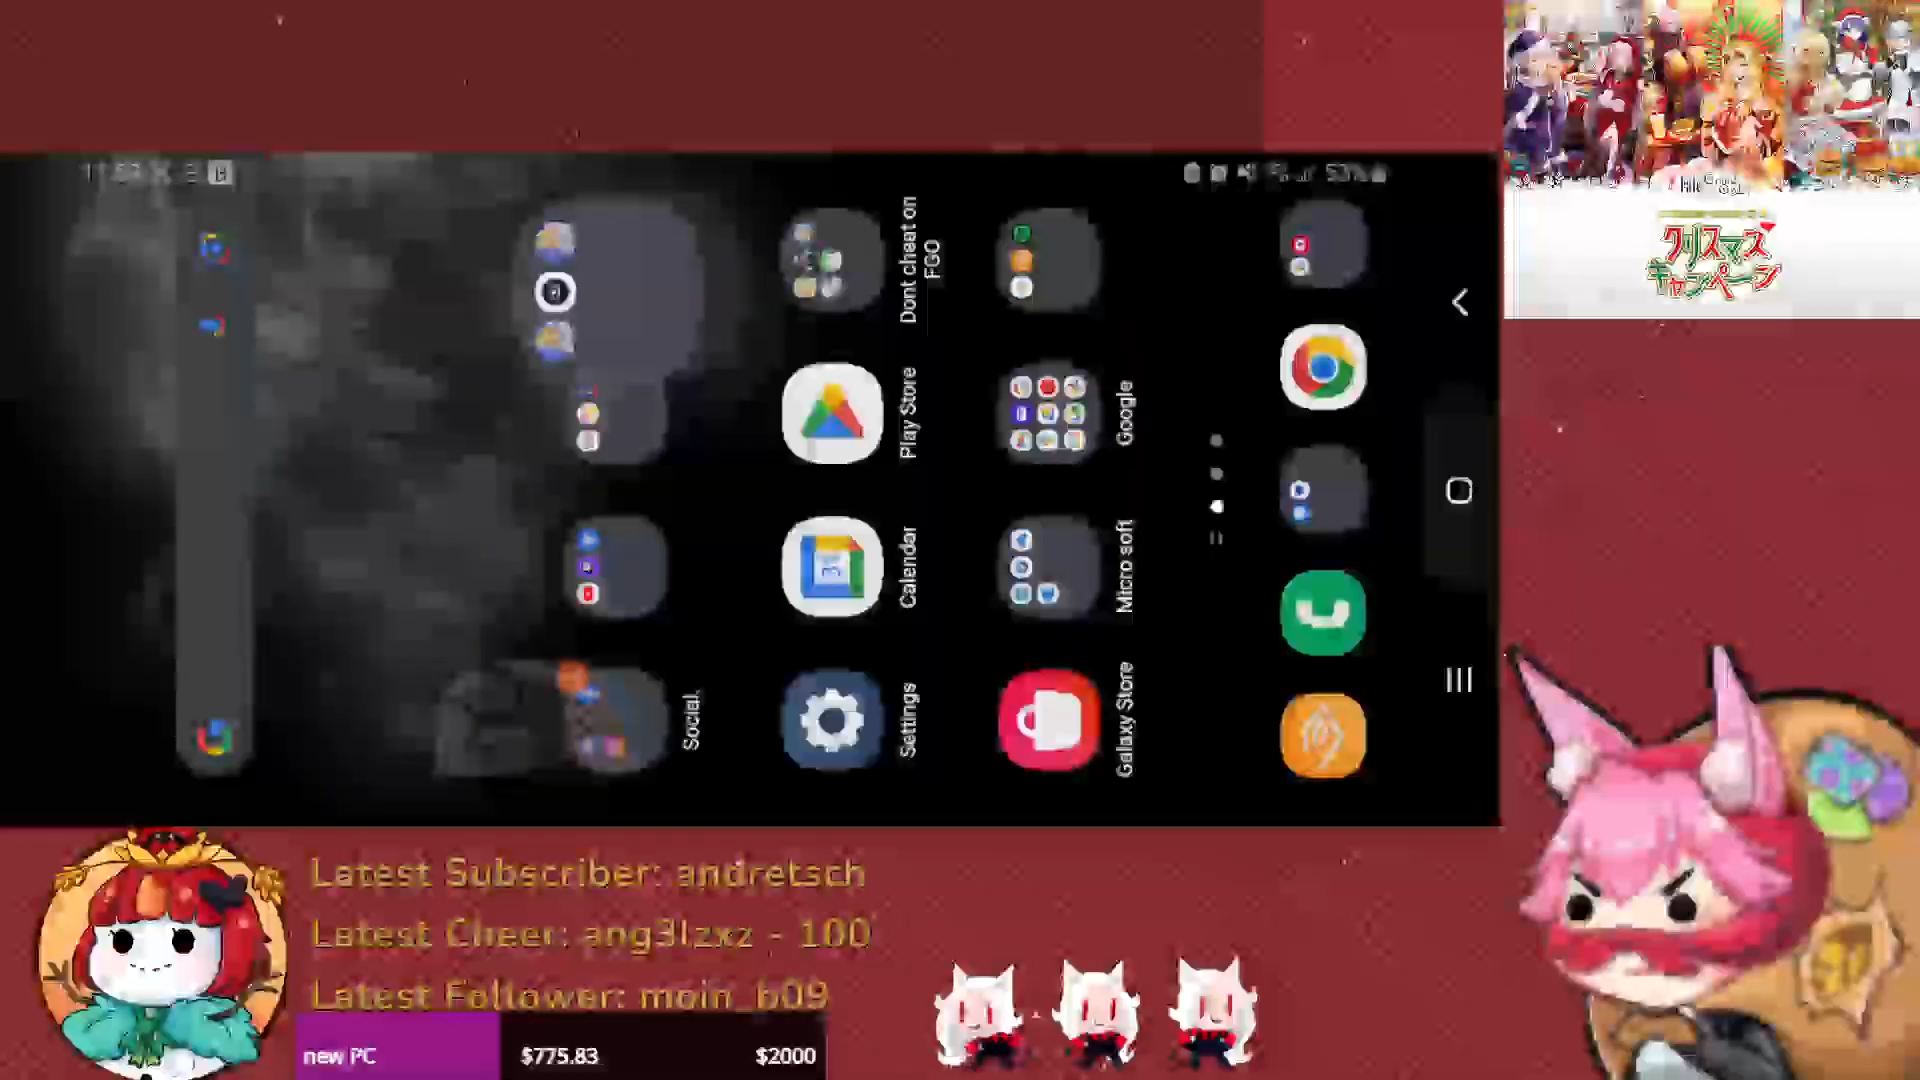 53%
Dont cheat on
FGO
Play Store
Google
Calendar
Micro soft
Social.
Settings
Galaxy Store
クリスマス
キャンペーン
Latest Subscriber: andretsch
Latest Cheer: ang3lzxz - 100
Latest Follower: moin_b09
new PC
$775.83
$2000